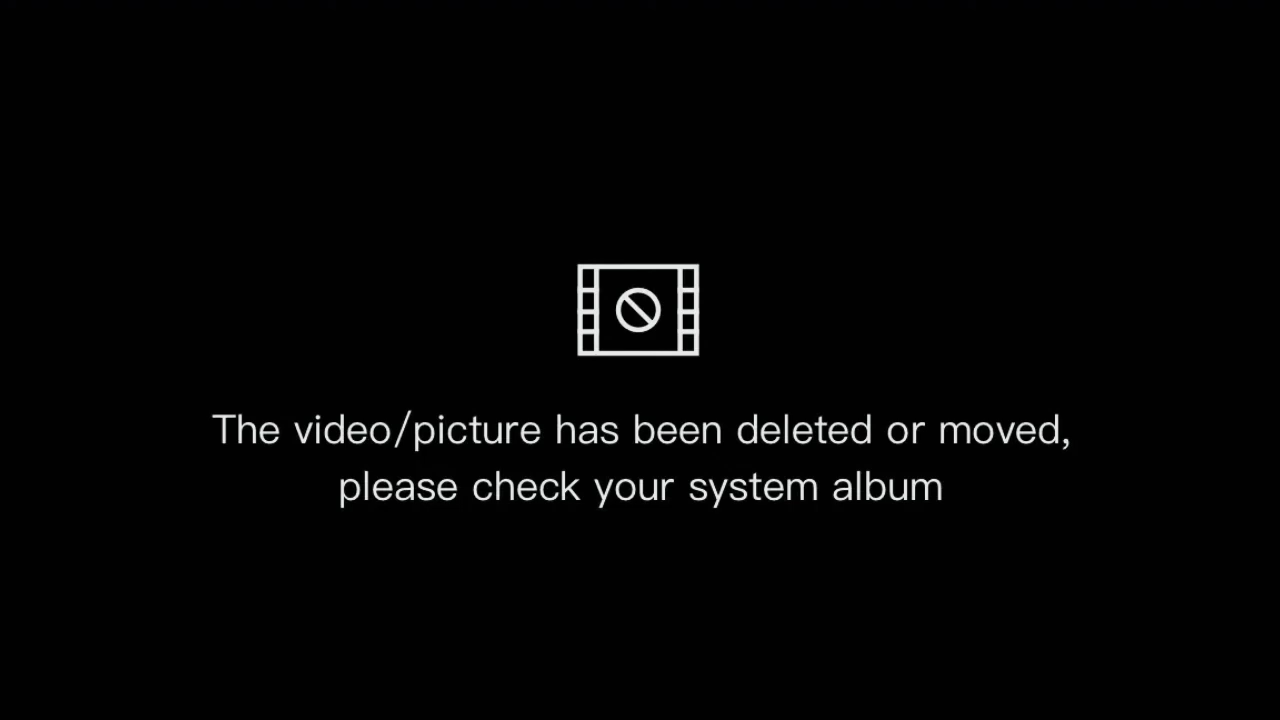 The video/picture has been deleted or moved,
please check your system album